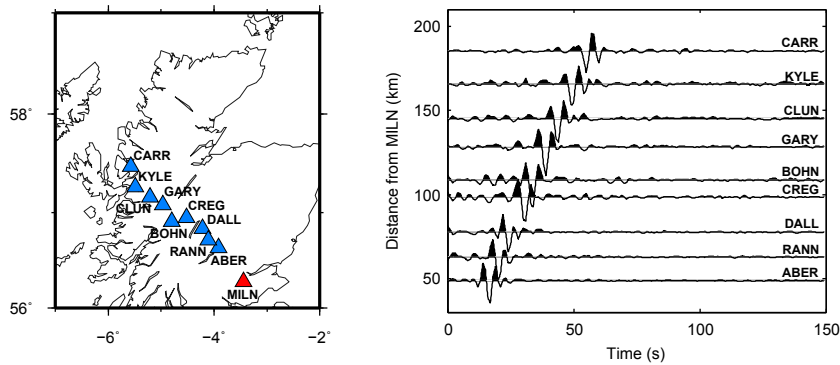 58°
56°
−6°
−4°
−2°
CARR
KYLE
GARY
CLUN
CREG
DALL
BOHN
RANN
ABER
MILN
Distance from MILN (km)
200
150
100
50
CARR
KYLE
CLUN
GARY
BOHN
CREG
DALL
RANN
ABER
0
50
100
150
Time (s)